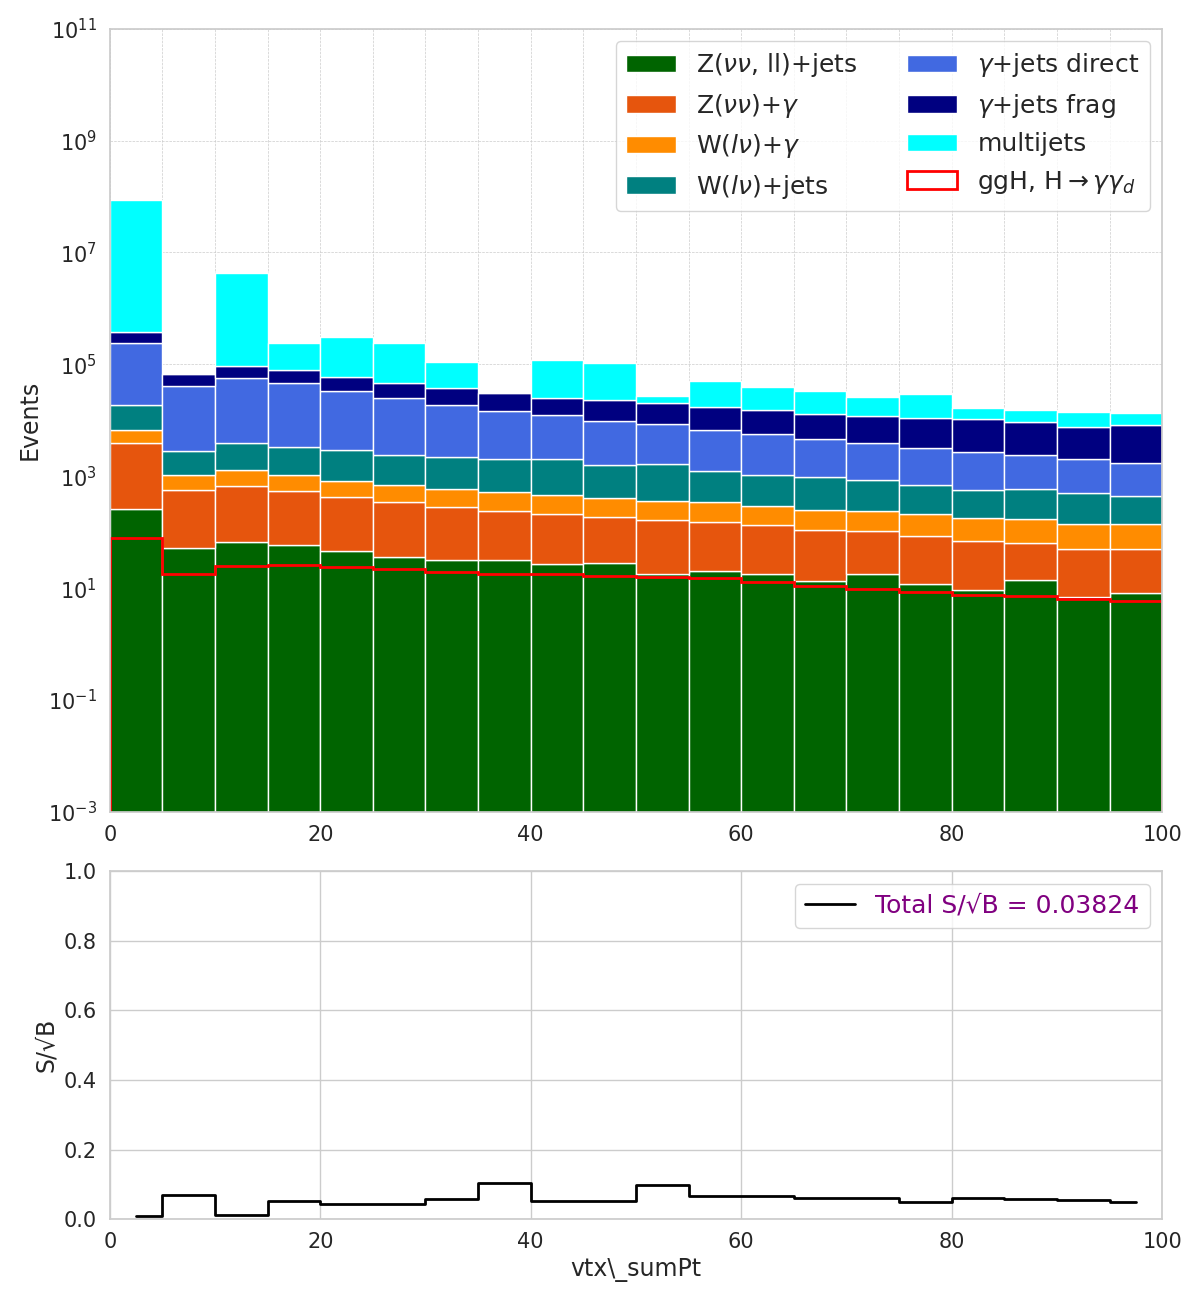 10^11
10^9
10^7
10^5
10^3
10^1
10^-1
10^-3
Events
Z(νν, ll)+jets
Z(νν)+γ
W(lν)+γ
W(lν)+jets
γ+jets direct
γ+jets frag
multijets
ggH, H→γγ_d
0 20 40 60 80 100
1.0
0.8
0.6
0.4
0.2
0.0
S/√B
Total S/√B = 0.03824
0 20 40 60 80 100
vtx\_sumPt